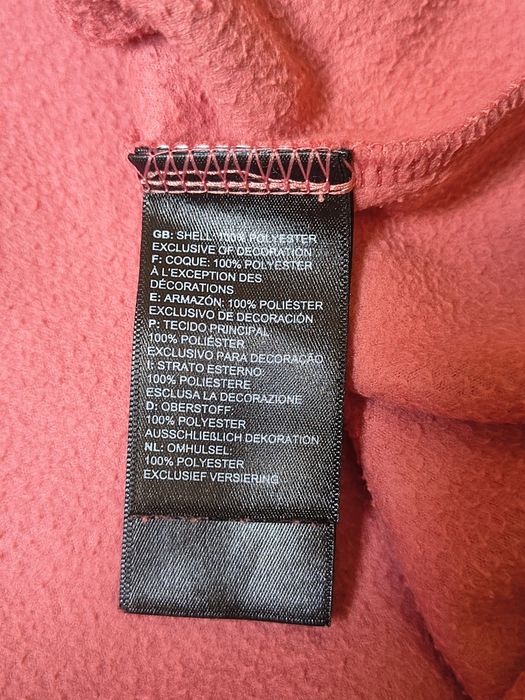 GB: SHELL 100% POLYESTER
EXCLUSIVE OF DECORATION
F: COQUE: 100% POLYESTER
À L'EXCEPTION DES
DÉCORATIONS
E: ARMAZÓN: 100% POLIÉSTER
EXCLUSIVO DE DECORACIÓN
P: TECIDO PRINCIPAL
100% POLIÉSTER
EXCLUSIVO PARA DECORAÇÃO
I: STRATO ESTERNO:
100% POLIESTERE
ESCLUSA LA DECORAZIONE
D: OBERSTOFF:
100% POLYESTER
AUSSCHLIEßLICH DEKORATION
NL: OMHULSEL:
100% POLYESTER
EXCLUSIEF VERSIERING